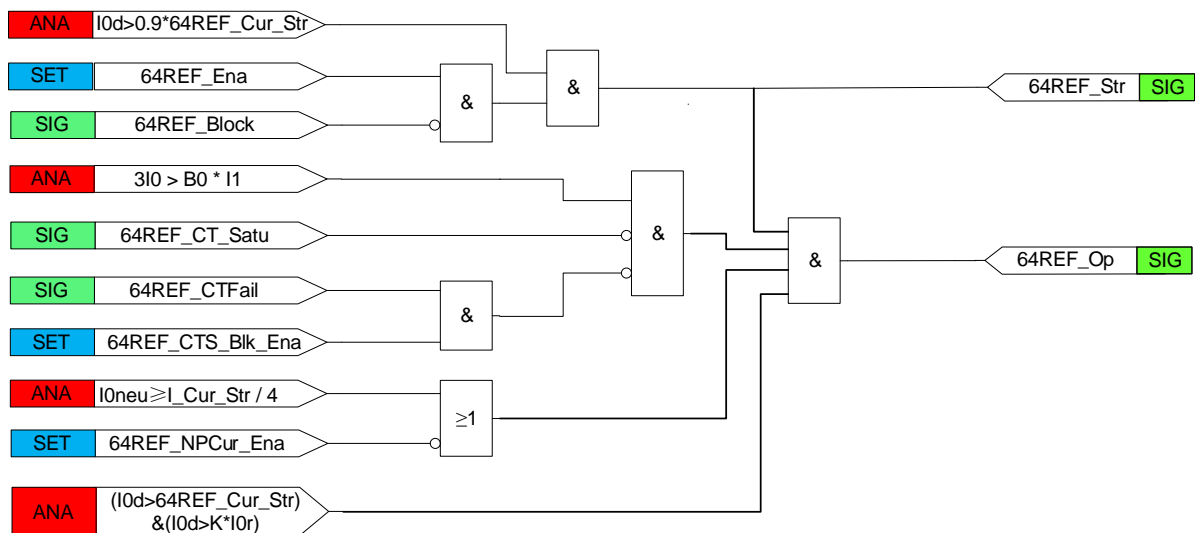 ANA I0d>0.9*64REF_Cur_Str
SET 64REF_Ena
&
&
64REF_Str SIG
SIG 64REF_Block
ANA 3I0 > B0 * I1
SIG 64REF_CT_Satu
&
&
64REF_Op SIG
SIG 64REF_CTFail
&
SET 64REF_CTS_Blk_Ena
ANA I0neu≥I_Cur_Str / 4
≥1
SET 64REF_NPCur_Ena
ANA (I0d>64REF_Cur_Str)
&(I0d>K*I0r)